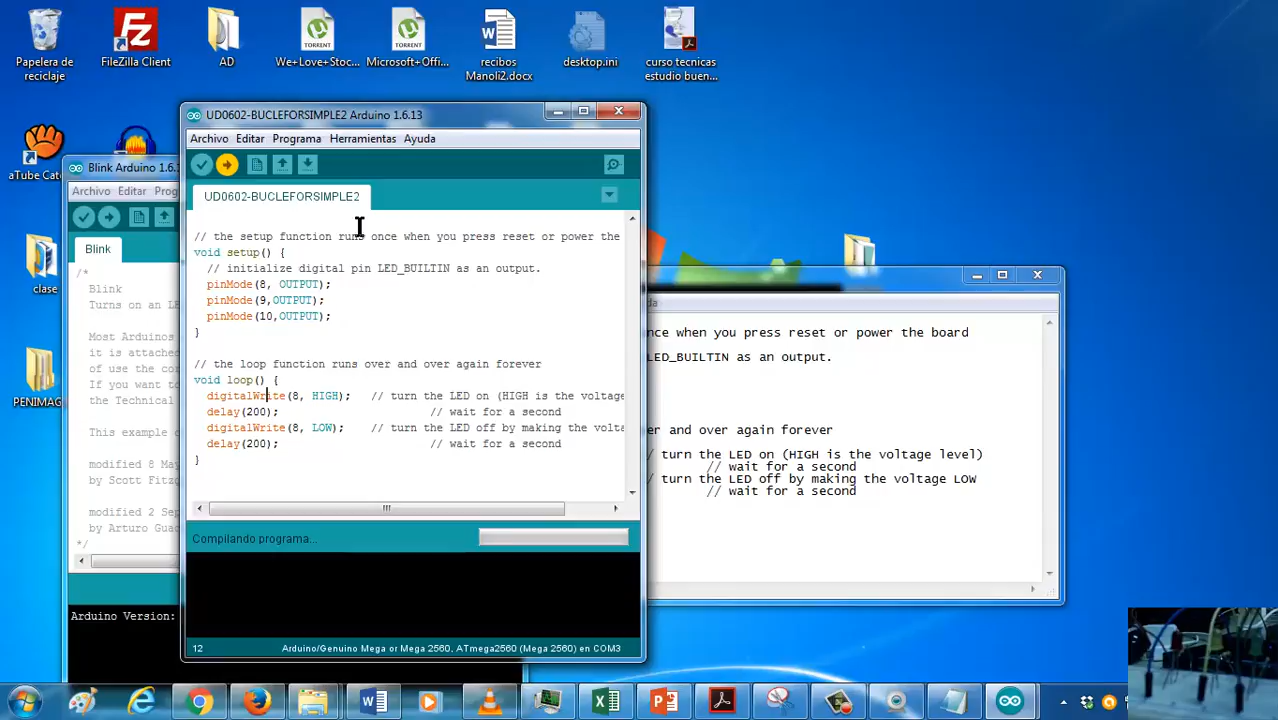 Papelera de
reciclaje
FileZilla Client
AD
TORRENT
We+Love+Stoc...
TORRENT
Microsoft+Offi...
recibos
Manoli2.docx
desktop.ini
curso tecnicas
estudio buen...
aTube Cat
clase
PENIMAG
Blink Arduino 1.6.1
Archivo Editar Prog
Blink
/*
Blink
Turns on an LE
Most Arduinos
it is attached
of use the corr
If you want to
the Technical
This example c
modified 8 May
by Scott Fitzg
modified 2 Sep
by Arturo Guac
*/
Arduino Version:
UD0602-BUCLEFORSIMPLE2 Arduino 1.6.13
Archivo Editar Programa Herramientas Ayuda
UD0602-BUCLEFORSIMPLE2
// the setup function runs once when you press reset or power the
void setup() {
// initialize digital pin LED_BUILTIN as an output.
pinMode(8, OUTPUT);
pinMode(9,OUTPUT);
pinMode(10,OUTPUT);
}
// the loop function runs over and over again forever
void loop() {
digitalWrite(8, HIGH); // turn the LED on (HIGH is the voltage
delay(200); // wait for a second
digitalWrite(8, LOW); // turn the LED off by making the volta
delay(200); // wait for a second
}
Compilando programa...
12 Arduino/Genuino Mega or Mega 2560, ATmega2560 (Mega 2560) en COM3
da
nce when you press reset or power the board
LED_BUILTIN as an output.
er and over again forever
/ turn the LED on (HIGH is the voltage level)
// wait for a second
/ turn the LED off by making the voltage LOW
// wait for a second